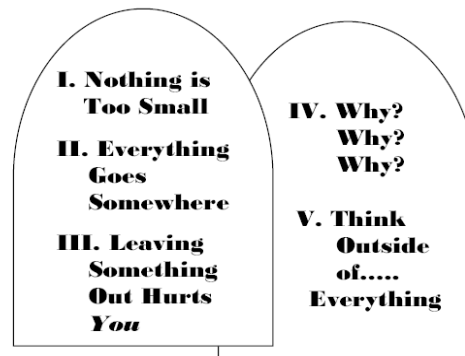 I. Nothing is
Too Small
II. Everything
Goes
Somewhere
III. Leaving
Something
Out Hurts
You
IV. Why?
Why?
Why?
V. Think
Outside
of.....
Everything